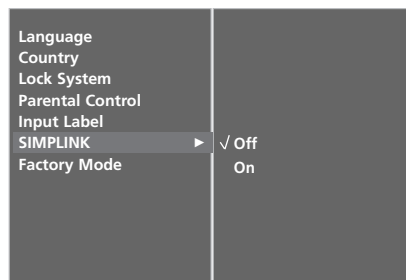 Language
Country
Lock System
Parental Control
Input Label
SIMPLINK ► √ Off
Factory Mode On